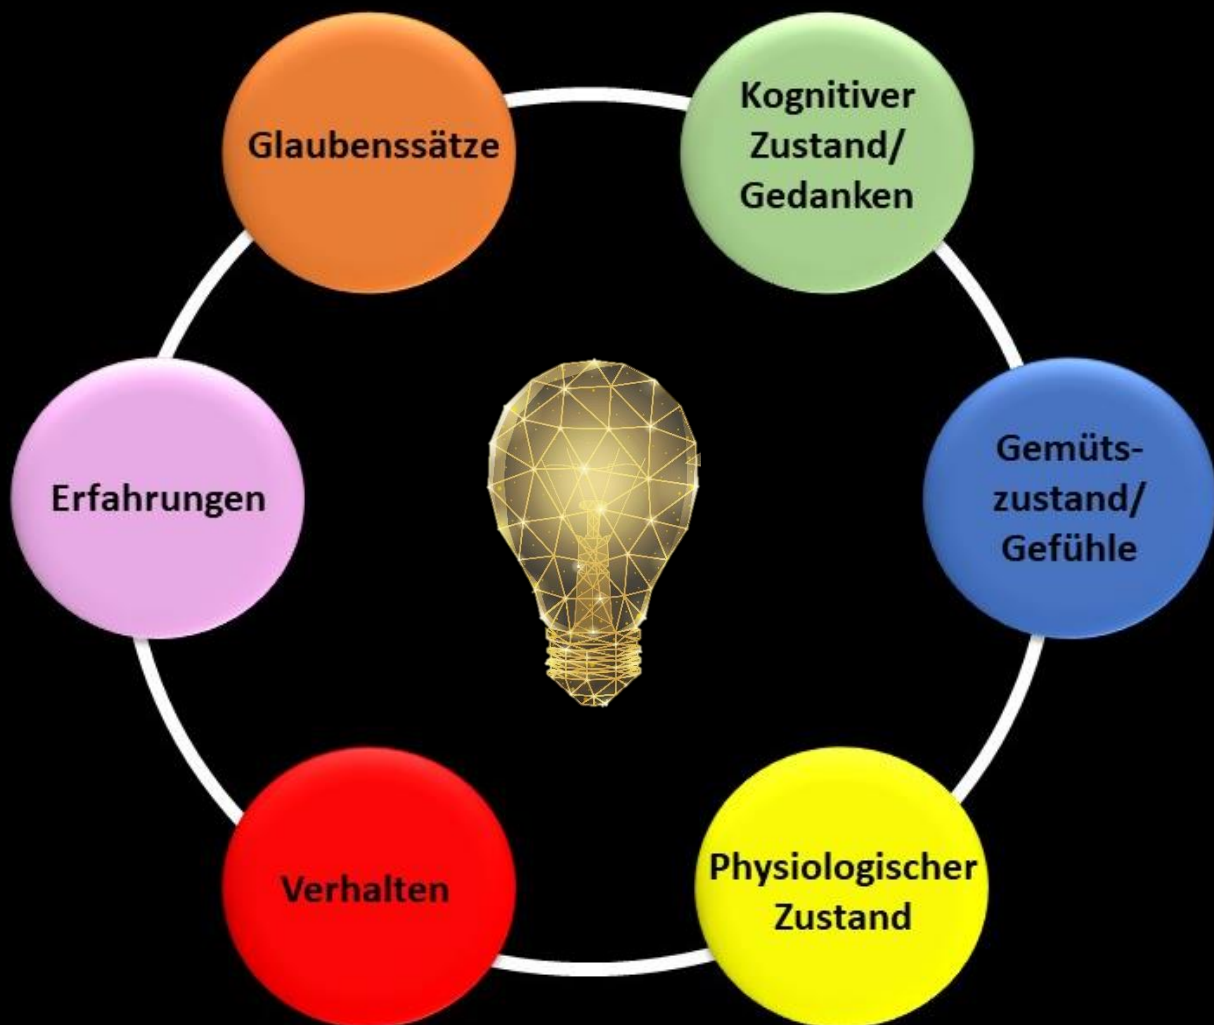 Glaubenssätze
Kognitiver
Zustand/
Gedanken
Gemüts-
zustand/
Gefühle
Physiologischer
Zustand
Verhalten
Erfahrungen